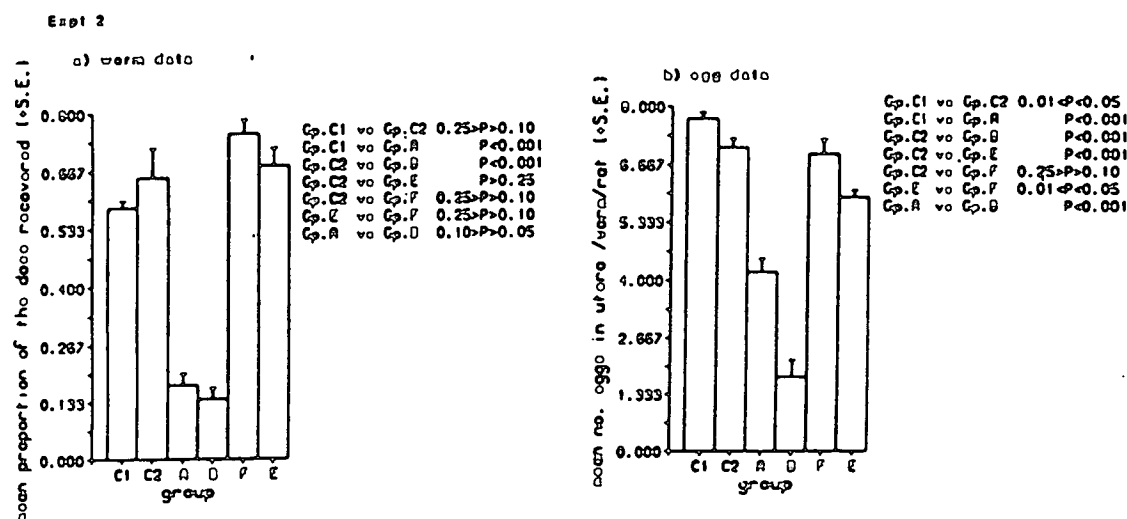 Expt 2
a) worm data
mean proportion of the dose recovered (+S.E.)
0.800
0.667
0.533
0.400
0.267
0.133
0.000
C1 C2 A D F E
group
Gp.C1 vs Gp.C2 0.25>P>0.10
Gp.C1 vs Gp.A P<0.001
Gp.C2 vs Gp.D P<0.001
Gp.C2 vs Gp.E P>0.25
Gp.C2 vs Gp.F 0.25>P>0.10
Gp.E vs Gp.F 0.25>P>0.10
Gp.A vs Gp.D 0.10>P>0.05
b) egg data
mean no. eggs in utero /worm/rat (+S.E.)
8.000
6.667
5.333
4.000
2.667
1.333
0.000
C1 C2 A D F E
group
Gp.C1 vs Gp.C2 0.01<P<0.05
Gp.C1 vs Gp.A P<0.001
Gp.C2 vs Gp.D P<0.001
Gp.C2 vs Gp.E P<0.001
Gp.C2 vs Gp.F 0.25>P>0.10
Gp.E vs Gp.F 0.01<P<0.05
Gp.A vs Gp.D P<0.001